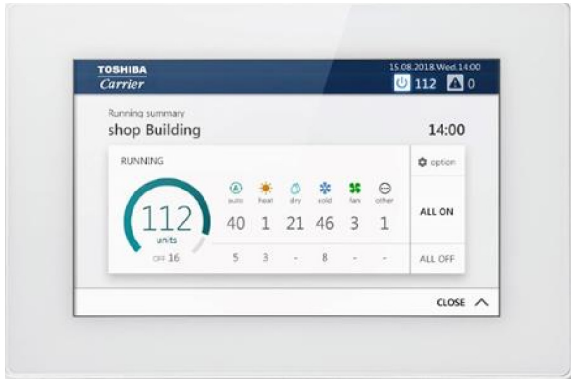 TOSHIBA
Carrier
15.08.2018.Wed.14:00
112 0
Running summary
shop Building
14:00
RUNNING
option
auto heat dry cold fan other
112
units
40 1 21 46 3 1
ALL ON
OFF 16
5 3 - 8 - -
ALL OFF
CLOSE